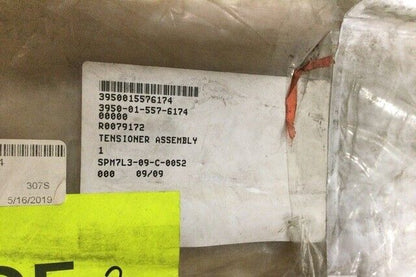 3950015576174
3950-01-557-6174
00000
R0079172
TENSIONER ASSEMBLY
1
SPM7L3-09-C-0052
000 09/09
307S
5/16/2019